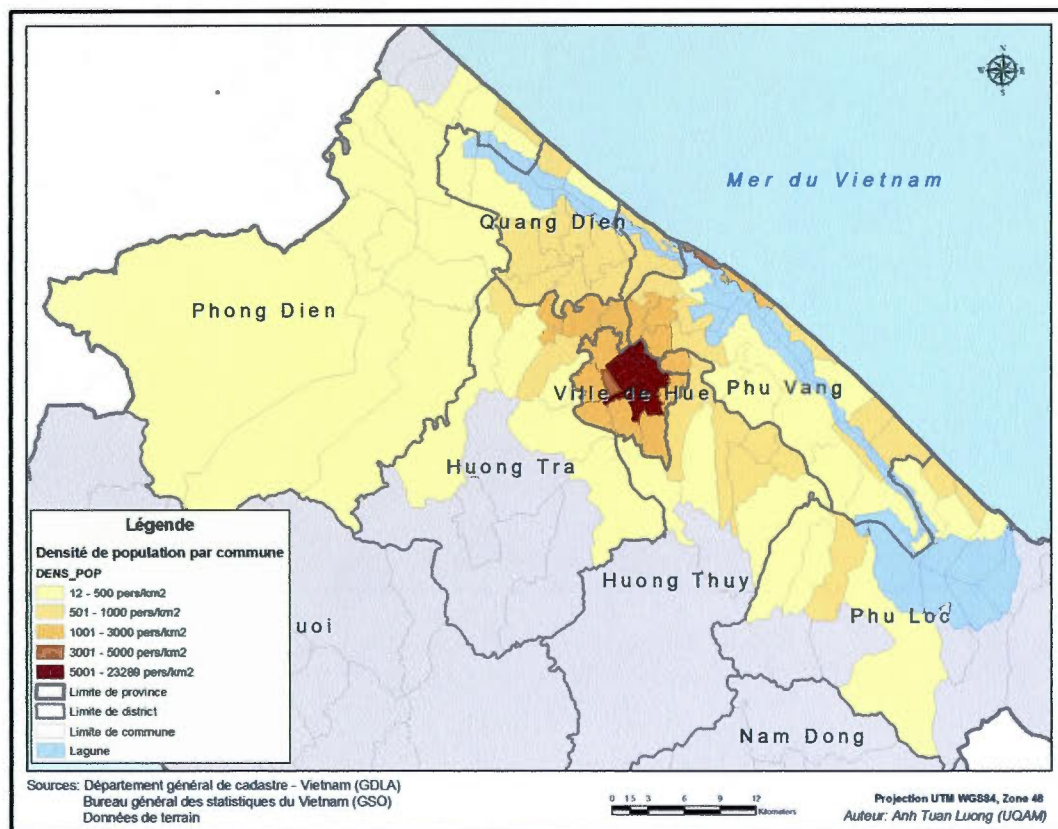 N
W E
S
Mer du Vietnam
Quang Dien
Phong Dien
Ville de Hue
Phu Vang
Huong Tra
Huong Thuy
Phu Loc
uoi
Nam Dong
Légende
Densité de population par commune
DENS_POP
12 - 500 pers/km2
501 - 1000 pers/km2
1001 - 3000 pers/km2
3001 - 5000 pers/km2
5001 - 23289 pers/km2
Limite de province
Limite de district
Limite de commune
Lagune
Sources: Département général de cadastre - Vietnam (GDLA)
Bureau général des statistiques du Vietnam (GSO)
Données de terrain
0 1.5 3 6 9 12
Kilometers
Projection UTM WGS84, Zone 48
Auteur: Anh Tuan Luong (UQAM)